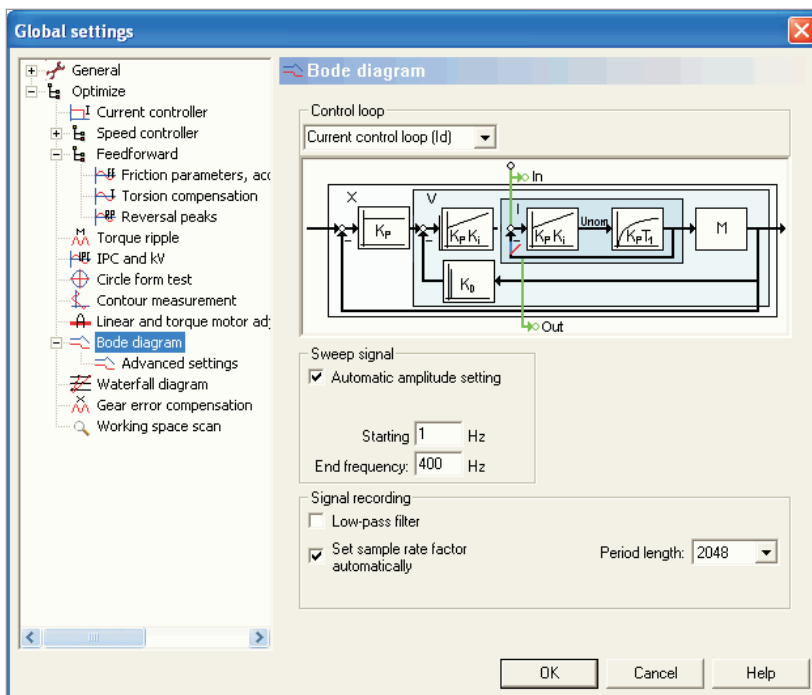 Global settings
General
Optimize
Current controller
Speed controller
Feedforward
Friction parameters, acc
Torsion compensation
Reversal peaks
Torque ripple
IPC and kV
Circle form test
Contour measurement
Linear and torque motor adj
Bode diagram
Advanced settings
Waterfall diagram
Gear error compensation
Working space scan
Bode diagram
Control loop
Current control loop (Id)
In
X V I
KP KP Ki KP Ki Unom KPT1 M
KD
Out
Sweep signal
Automatic amplitude setting
Starting 1 Hz
End frequency: 400 Hz
Signal recording
Low-pass filter
Set sample rate factor
automatically
Period length: 2048
OK Cancel Help